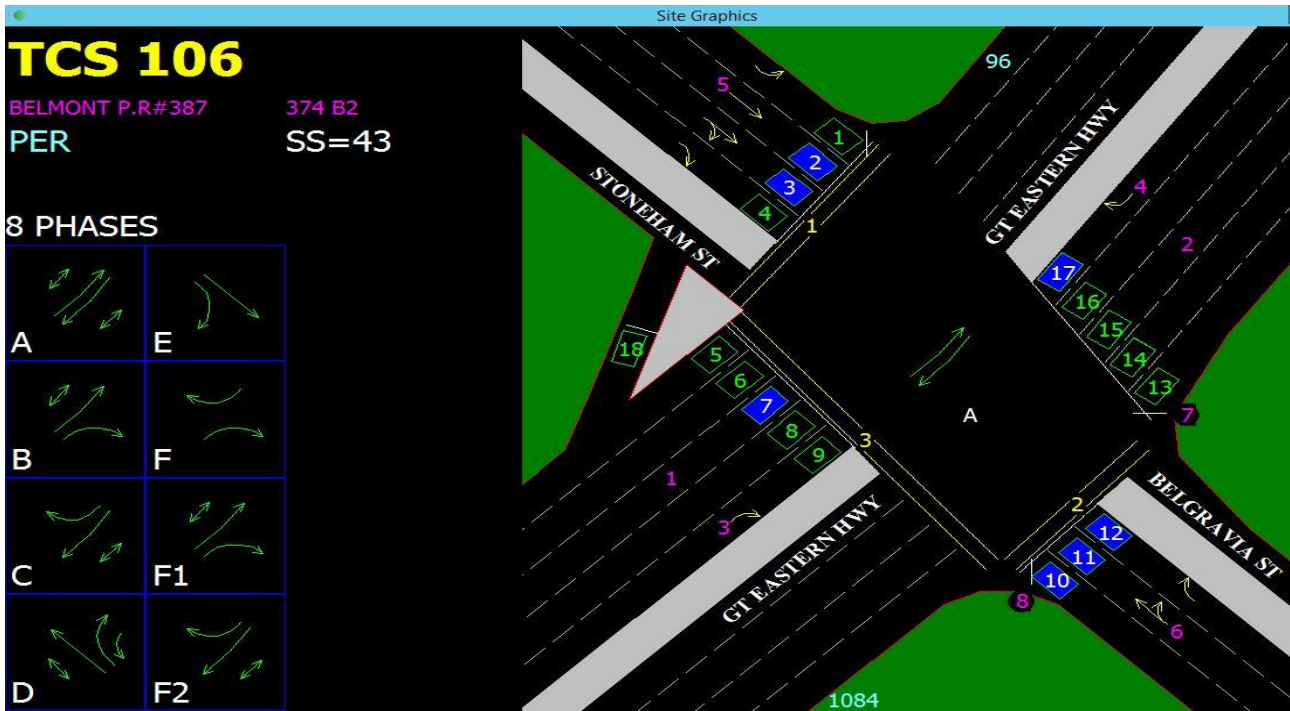 Site Graphics
TCS 106
BELMONT P.R#387 374 B2
PER SS=43
8 PHASES
A E
B F
C F1
D F2
96
5
1
2
3
4
STONEHAM ST
1
GT EASTERN HWY
4
2
17
16
15
14
13
7
18
5
6
7
8
9
A
3
1
3
GT EASTERN HWY
2
BELGRAVIA ST
12
11
10
8
6
1084